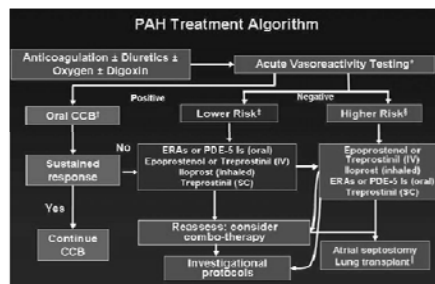 PAH Treatment Algorithm
Anticoagulation ± Diuretics ±
Oxygen ± Digoxin
Acute Vasoreactivity Testing*
Positive
Negative
Oral CCB†
Lower Risk‡
Higher Risk§
No
Sustained
response
ERAs or PDE-5 Is (oral)
Epoprostenol or Treprostinil (IV)
Iloprost (inhaled)
Treprostinil (SC)
Epoprostenol or
Treprostinil (IV)
Iloprost (inhaled)
ERAs or PDE-5 Is (oral)
Treprostinil (SC)
Yes
Reassess: consider
combo-therapy
Continue
CCB
Investigational
protocols
Atrial septostomy
Lung transplant